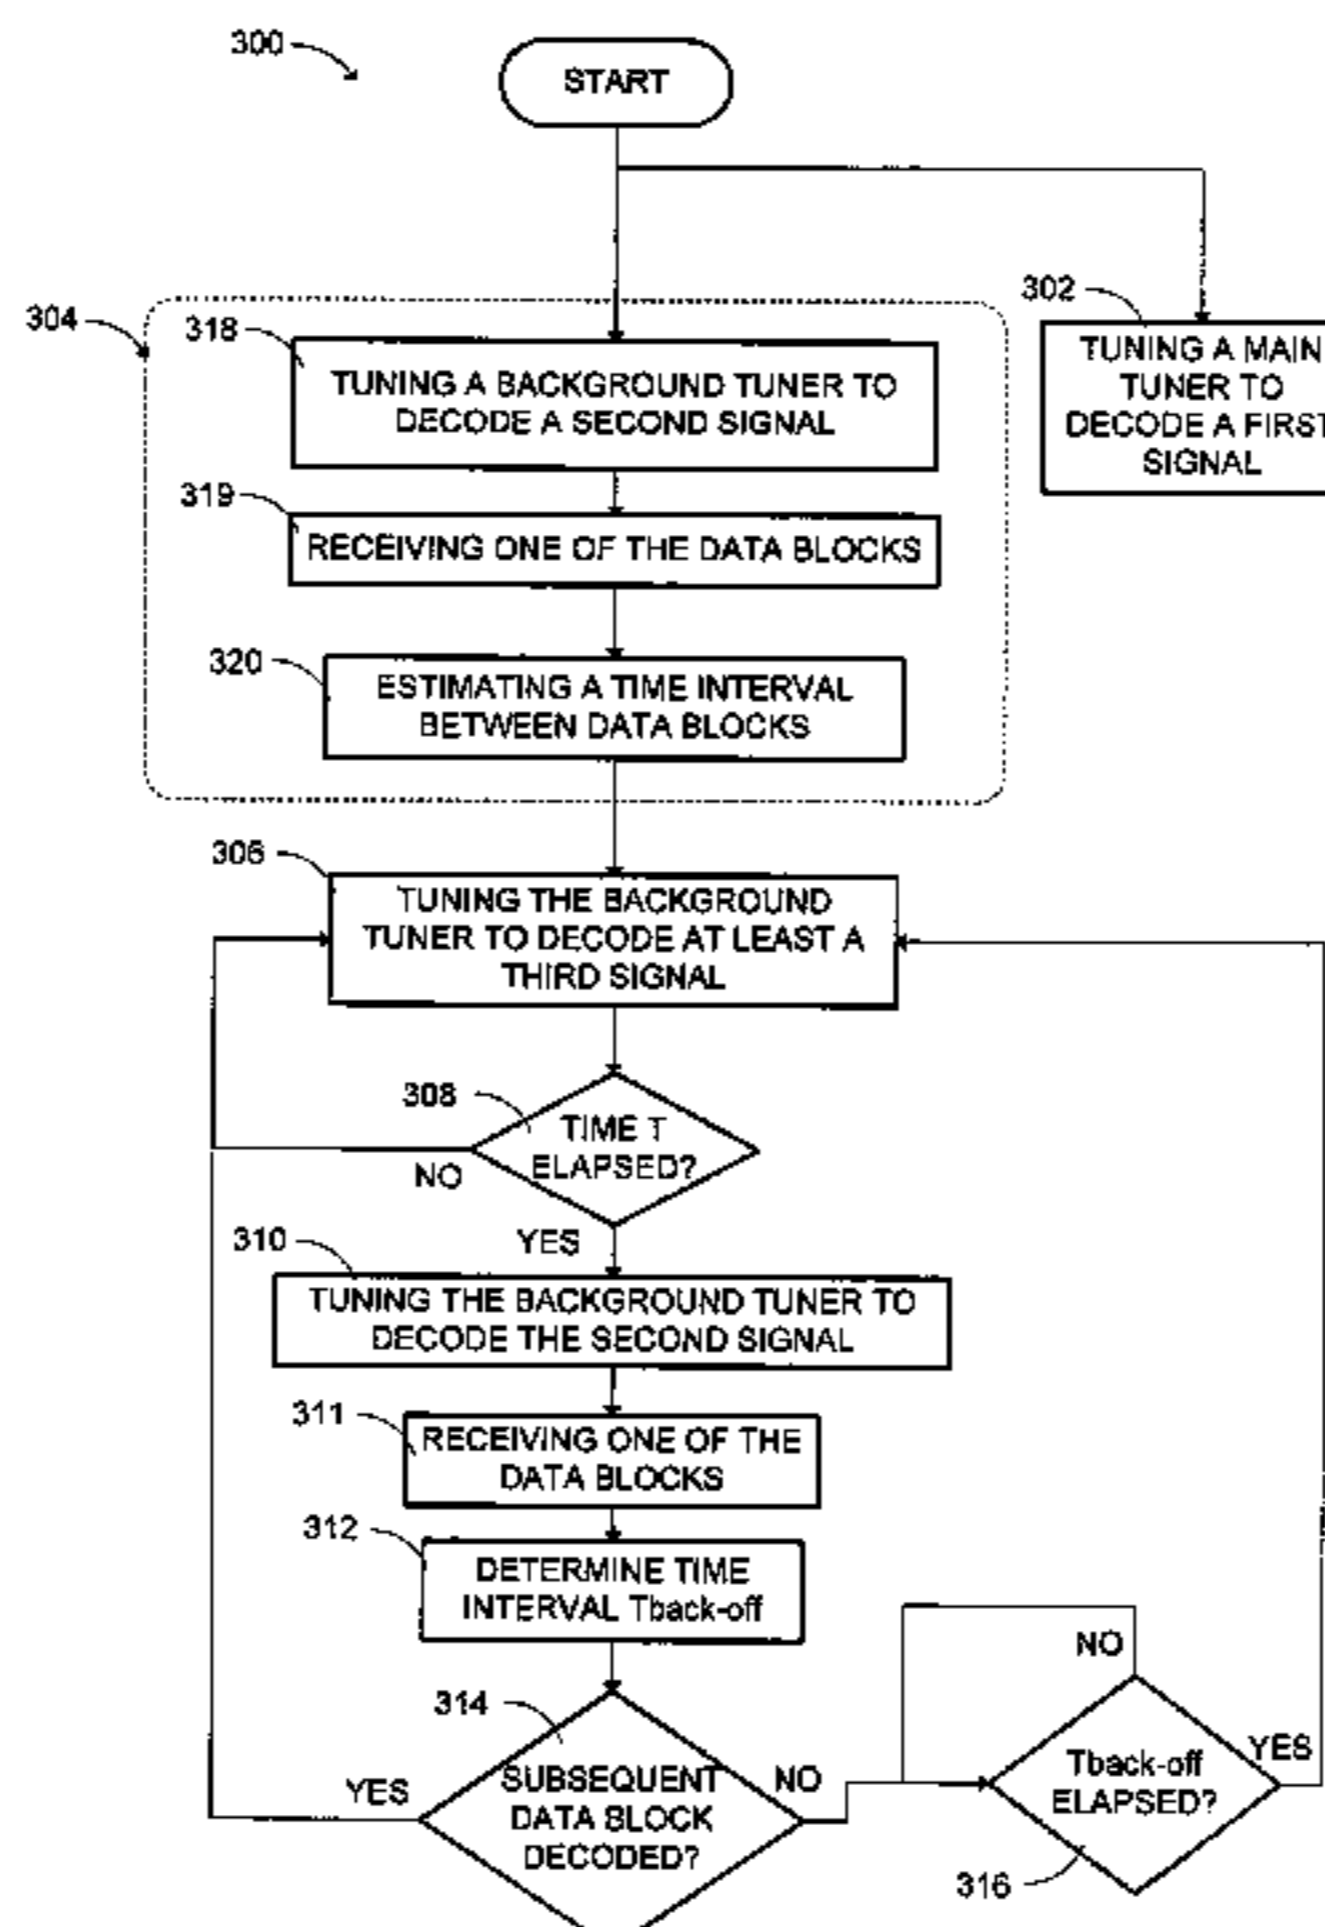 300
START
304
318
TUNING A BACKGROUND TUNER TO
DECODE A SECOND SIGNAL
302
TUNING A MAIN
TUNER TO
DECODE A FIRST
SIGNAL
319
RECEIVING ONE OF THE DATA BLOCKS
320
ESTIMATING A TIME INTERVAL
BETWEEN DATA BLOCKS
306
TUNING THE BACKGROUND
TUNER TO DECODE AT LEAST A
THIRD SIGNAL
308
TIME T
ELAPSED?
NO
YES
310
TUNING THE BACKGROUND TUNER TO
DECODE THE SECOND SIGNAL
311
RECEIVING ONE OF THE
DATA BLOCKS
312
DETERMINE TIME
INTERVAL Tback-off
314
SUBSEQUENT
DATA BLOCK
DECODED?
YES
NO
NO
Tback-off
ELAPSED?
YES
316